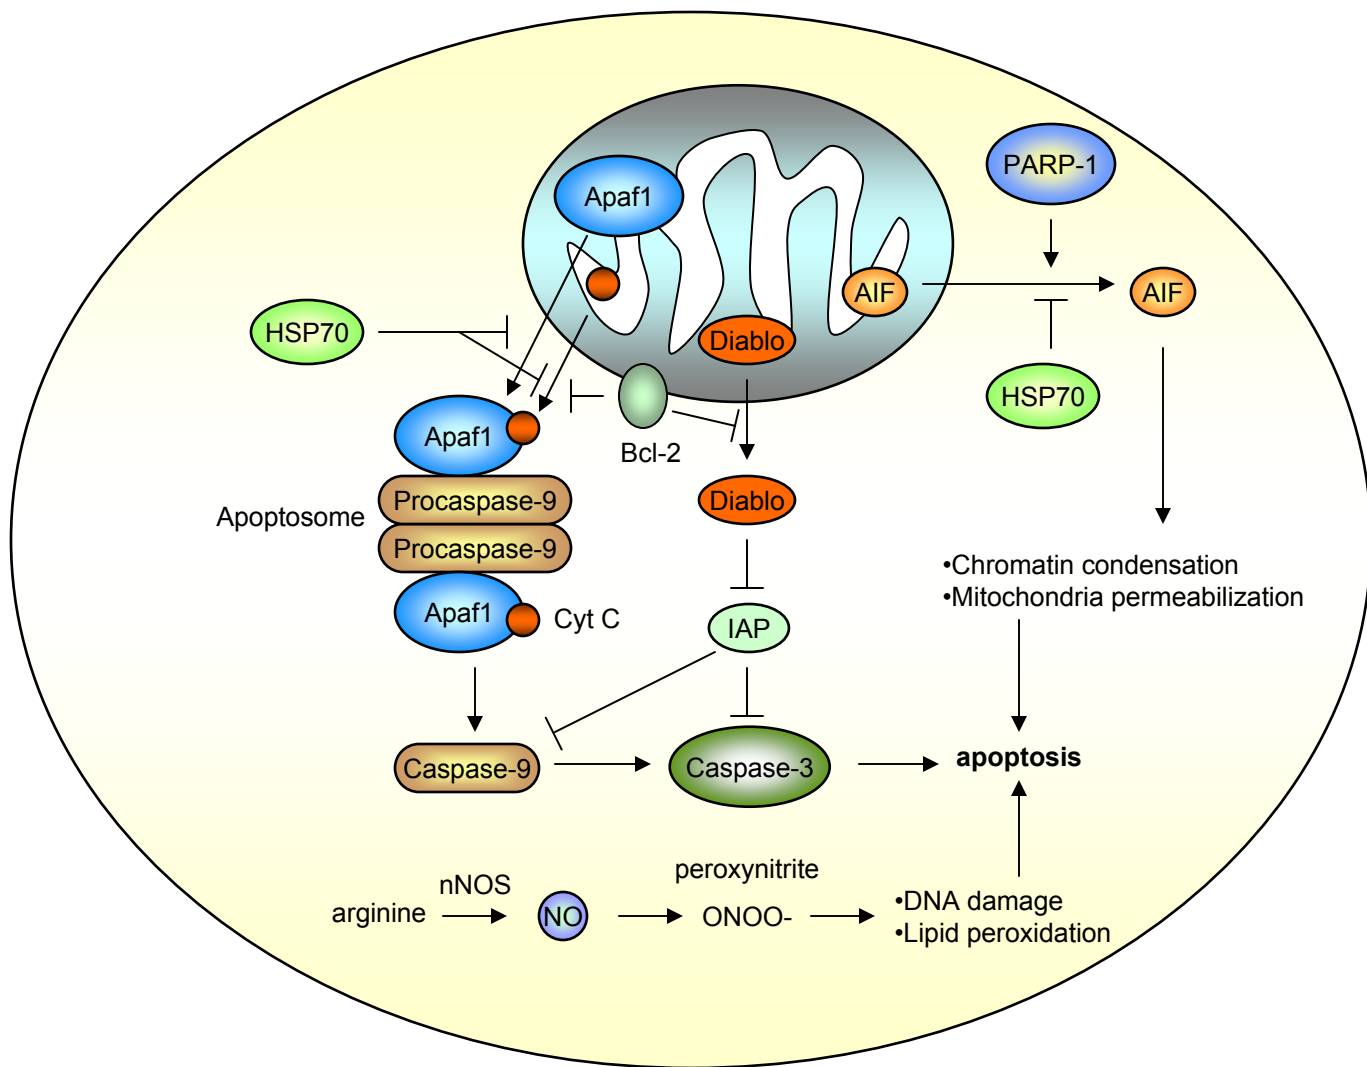 PARP-1
Apaf1
AIF
AIF
HSP70
Diablo
HSP70
Apaf1
Bcl-2
Procaspase-9
Diablo
Apoptosome
Procaspase-9
•Chromatin condensation
•Mitochondria permeabilization
Apaf1
Cyt C
IAP
Caspase-9
Caspase-3
apoptosis
peroxynitrite
nNOS
arginine
NO
ONOO-
•DNA damage
•Lipid peroxidation